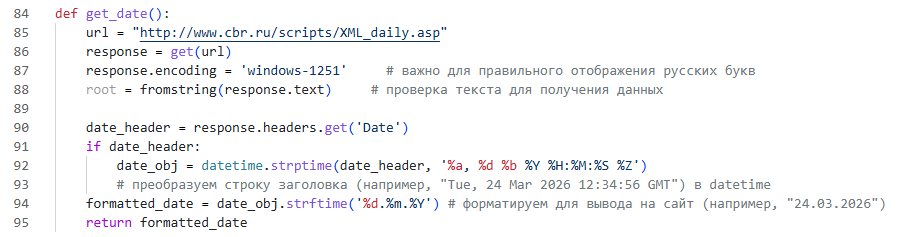 84 def get_date():
85     url = "http://www.cbr.ru/scripts/XML_daily.asp"
86     response = get(url)
87     response.encoding = 'windows-1251'     # важно для правильного отображения русских букв
88     root = fromstring(response.text)     # проверка текста для получения данных
89
90     date_header = response.headers.get('Date')
91     if date_header:
92         date_obj = datetime.strptime(date_header, '%a, %d %b %Y %H:%M:%S %Z')
93         # преобразуем строку заголовка (например, "Tue, 24 Mar 2026 12:34:56 GMT") в datetime
94     formatted_date = date_obj.strftime('%d.%m.%Y') # форматируем для вывода на сайт (например, "24.03.2026")
95     return formatted_date